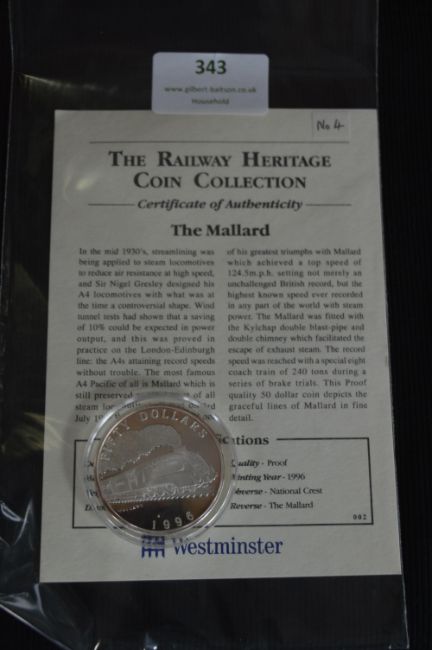 343
www.gilbert.baitson.co.uk
Household
No 4
THE RAILWAY HERITAGE
COIN COLLECTION
Certificate of Authenticity
The Mallard
In the mid 1930's, streamlining was
being applied to steam locomotives
to reduce air resistance at high speed,
and Sir Nigel Gresley designed his
A4 locomotives with what was at
the time a controversial shape. Wind
tunnel tests had shown that a saving
of 10% could be expected in power
output, and this was proved in
practice on the London-Edinburgh
line: the A4s attaining record speeds
without trouble. The most famous
A4 Pacific of all is Mallard which is
still preserved of all
steam
July
of his greatest triumphs with Mallard
which achieved a top speed of
124.5m.p.h. setting not merely an
unchallenged British record, but the
highest known speed ever recorded
in any part of the world with steam
power. The Mallard was fitted with
the Kylchap double blast-pipe and
double chimney which facilitated the
escape of exhaust steam. The record
speed was reached with a special eight
coach train of 240 tons during a
series of brake trials. This Proof
quality 50 dollar coin depicts the
graceful lines of Mallard in fine
detail.
Quality - Proof
Minting Year - 1996
Obverse - National Crest
Reverse - The Mallard
002
FIFTY DOLLARS
1996
Westminster